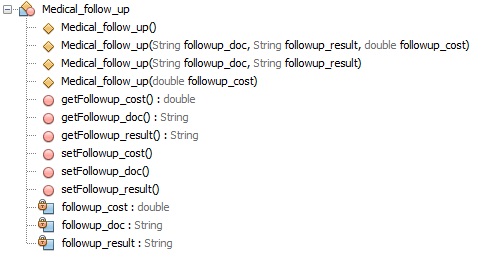 Medical_follow_up
Medical_follow_up()
Medical_follow_up(String followup_doc, String followup_result, double followup_cost)
Medical_follow_up(String followup_doc, String followup_result)
Medical_follow_up(double followup_cost)
getFollowup_cost() : double
getFollowup_doc() : String
getFollowup_result() : String
setFollowup_cost()
setFollowup_doc()
setFollowup_result()
followup_cost : double
followup_doc : String
followup_result : String